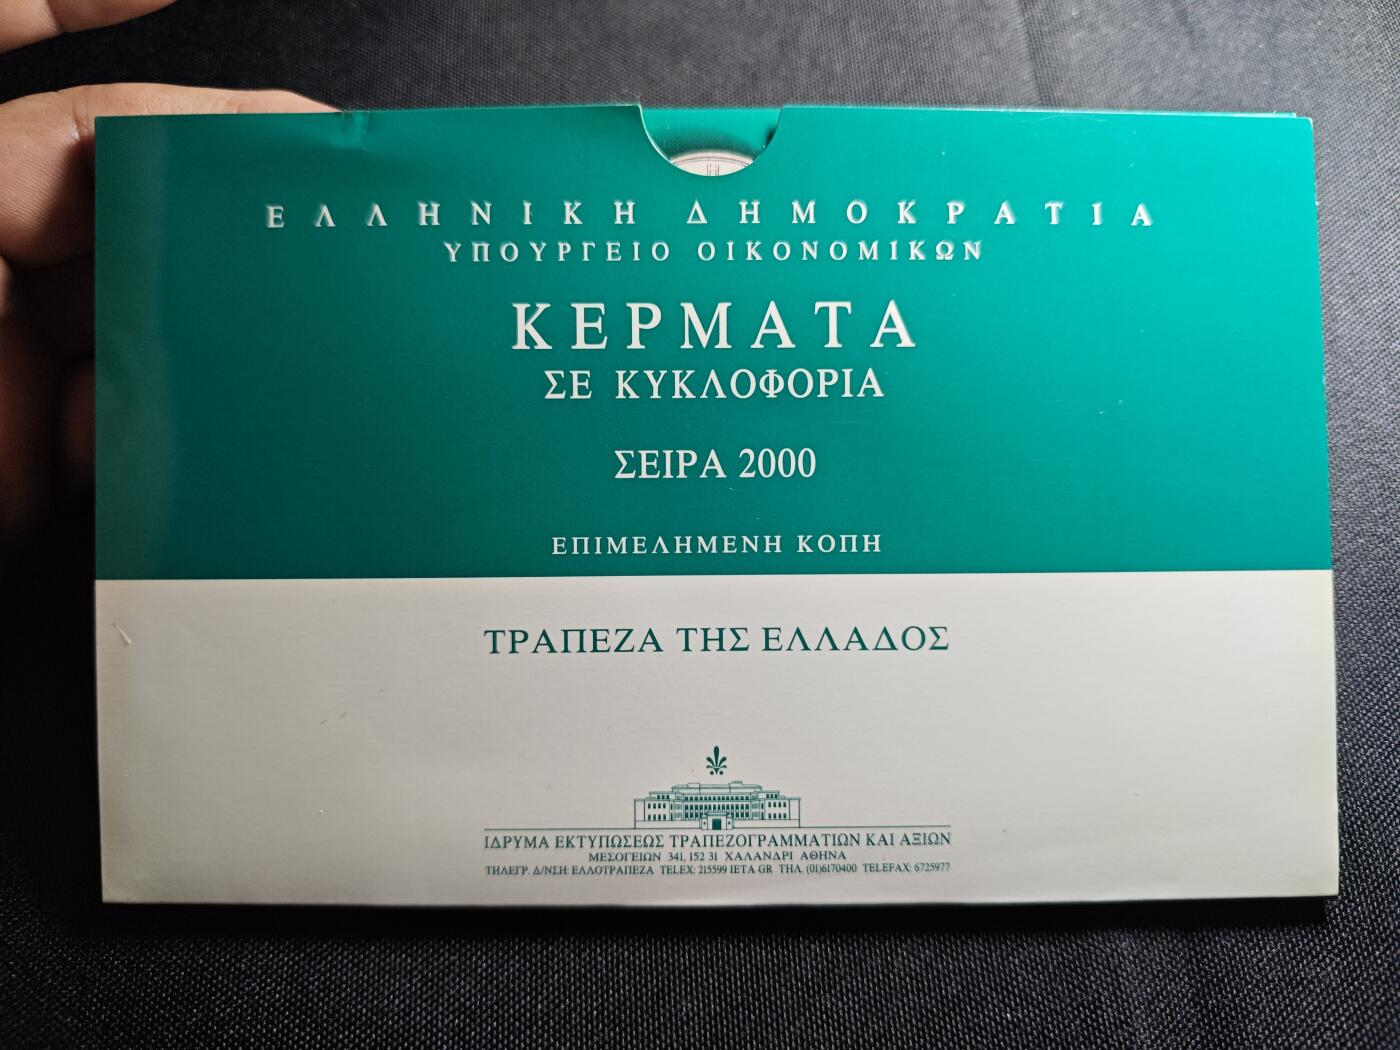 ΕΛΛΗΝΙΚΗ ΔΗΜΟΚΡΑΤΙΑ
ΥΠΟΥΡΓΕΙΟ ΟΙΚΟΝΟΜΙΚΩΝ
ΚΕΡΜΑΤΑ
ΣΕ ΚΥΚΛΟΦΟΡΙΑ
ΣΕΙΡΑ 2000
ΕΠΙΜΕΛΗΜΕΝΗ ΚΟΠΗ
ΤΡΑΠΕΖΑ ΤΗΣ ΕΛΛΑΔΟΣ
ΙΔΡΥΜΑ ΕΚΤΥΠΩΣΕΩΣ ΤΡΑΠΕΖΟΓΡΑΜΜΑΤΙΩΝ ΚΑΙ ΑΞΙΩΝ
ΜΕΣΟΓΕΙΩΝ 341, 152 31 ΧΑΛΑΝΔΡΙ ΑΘΗΝΑ
ΤΗΛΕΓΡ. Δ/ΝΣΗ: ΕΛΛΟΤΡΑΠΕΖΑ TELEX: 215599 IETA GR ΤΗΛ. (01)6170400 TELEFAX: 6725977